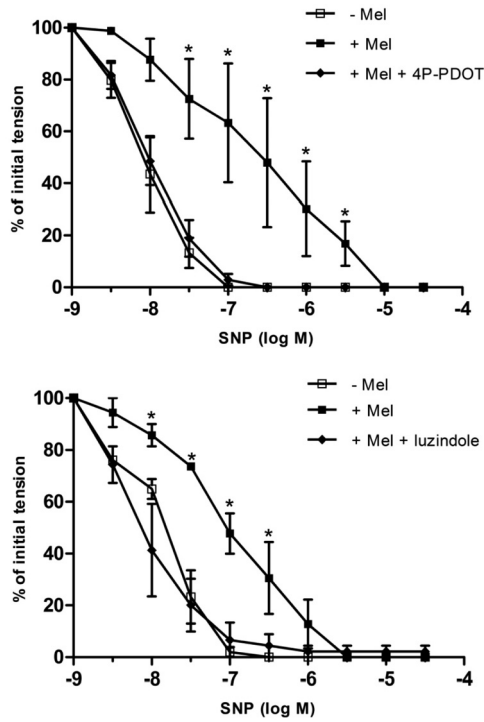 - Mel
+ Mel
+ Mel + 4P-PDOT
% of initial tension
100
80
60
40
20
0
* * * * *
-9 -8 -7 -6 -5 -4
SNP (log M)
- Mel
+ Mel
+ Mel + luzindole
% of initial tension
100
80
60
40
20
0
* * * *
-9 -8 -7 -6 -5 -4
SNP (log M)